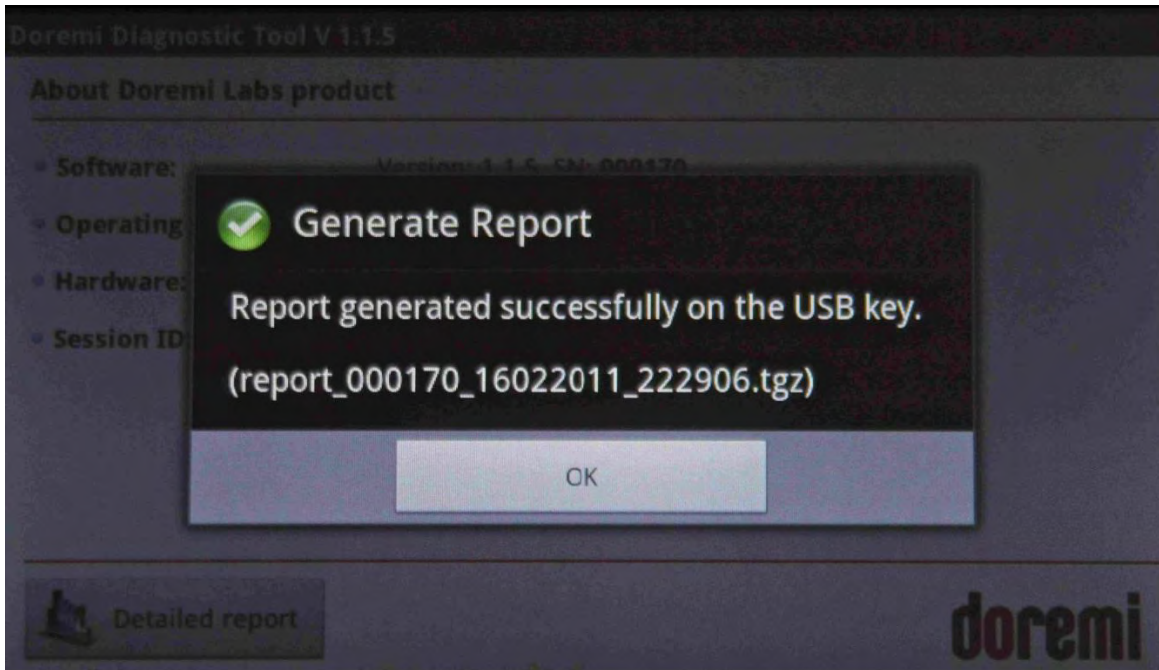 Doremi Diagnostic Tool V 1.1.5
About Doremi Labs product
Software: Version: 1.1.5, SN: 000170
Operating
Hardware:
Session ID
Generate Report
Report generated successfully on the USB key.
(report_000170_16022011_222906.tgz)
OK
Detailed report
doremi